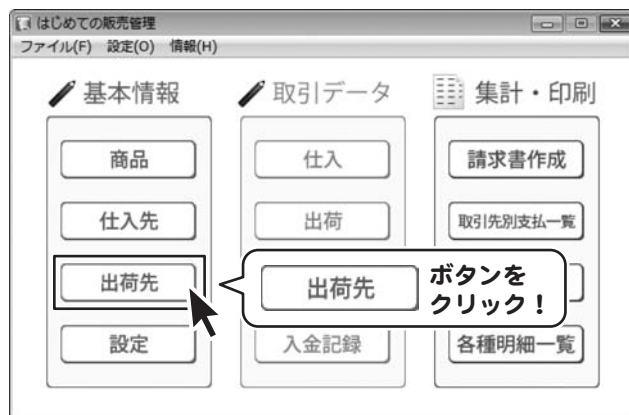 はじめての販売管理
ファイル(F) 設定(O) 情報(H)
基本情報
商品
仕入先
出荷先
設定
取引データ
仕入
出荷
入金記録
集計・印刷
請求書作成
取引先別支払一覧
各種明細一覧
出荷先
ボタンを
クリック！